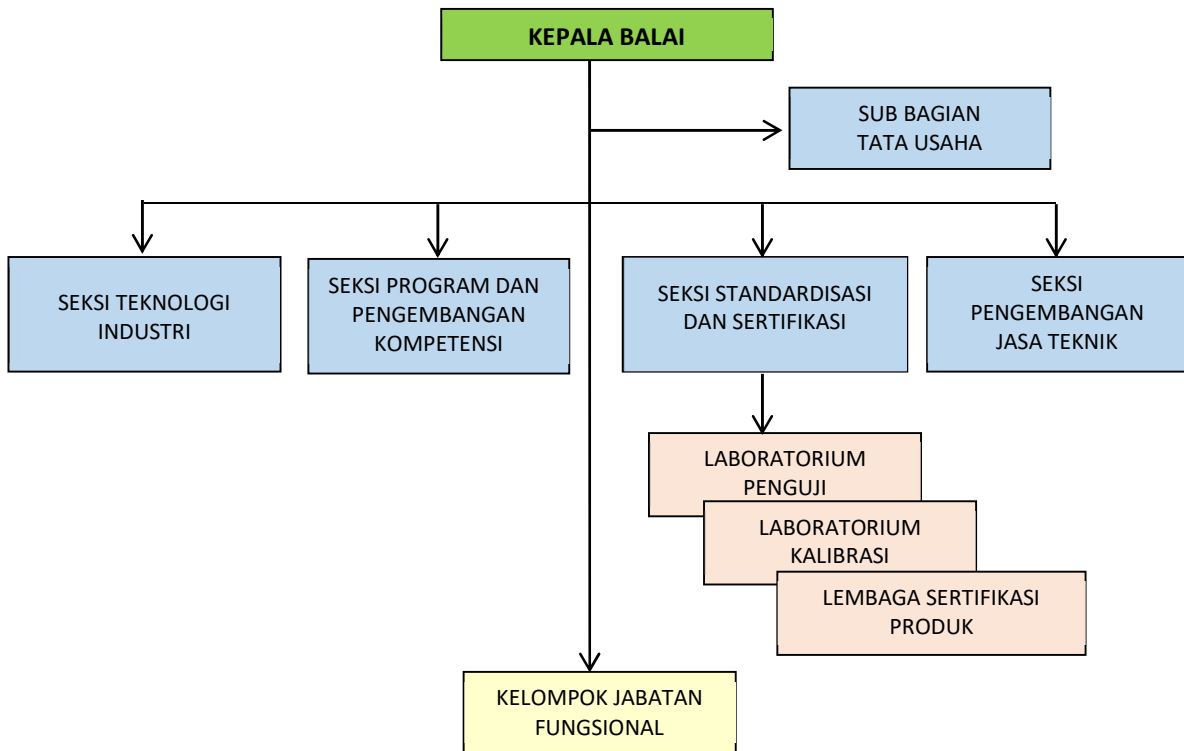 KEPALA BALAI
SUB BAGIAN
TATA USAHA
SEKSI TEKNOLOGI
INDUSTRI
SEKSI PROGRAM DAN
PENGEMBANGAN
KOMPETENSI
SEKSI STANDARDISASI
DAN SERTIFIKASI
SEKSI
PENGEMBANGAN
JASA TEKNIK
LABORATORIUM
PENGUJI
LABORATORIUM
KALIBRASI
LEMBAGA SERTIFIKASI
PRODUK
KELOMPOK JABATAN
FUNGSIONAL